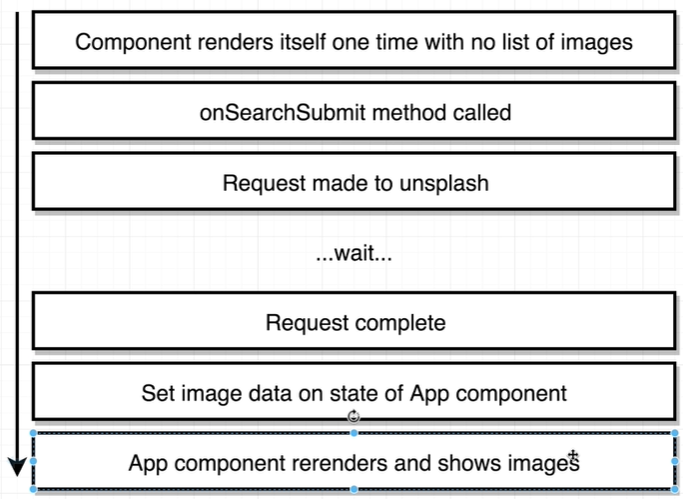 Component renders itself one time with no list of images
onSearchSubmit method called
Request made to unsplash
...wait...
Request complete
Set image data on state of App component
App component rerenders and shows images